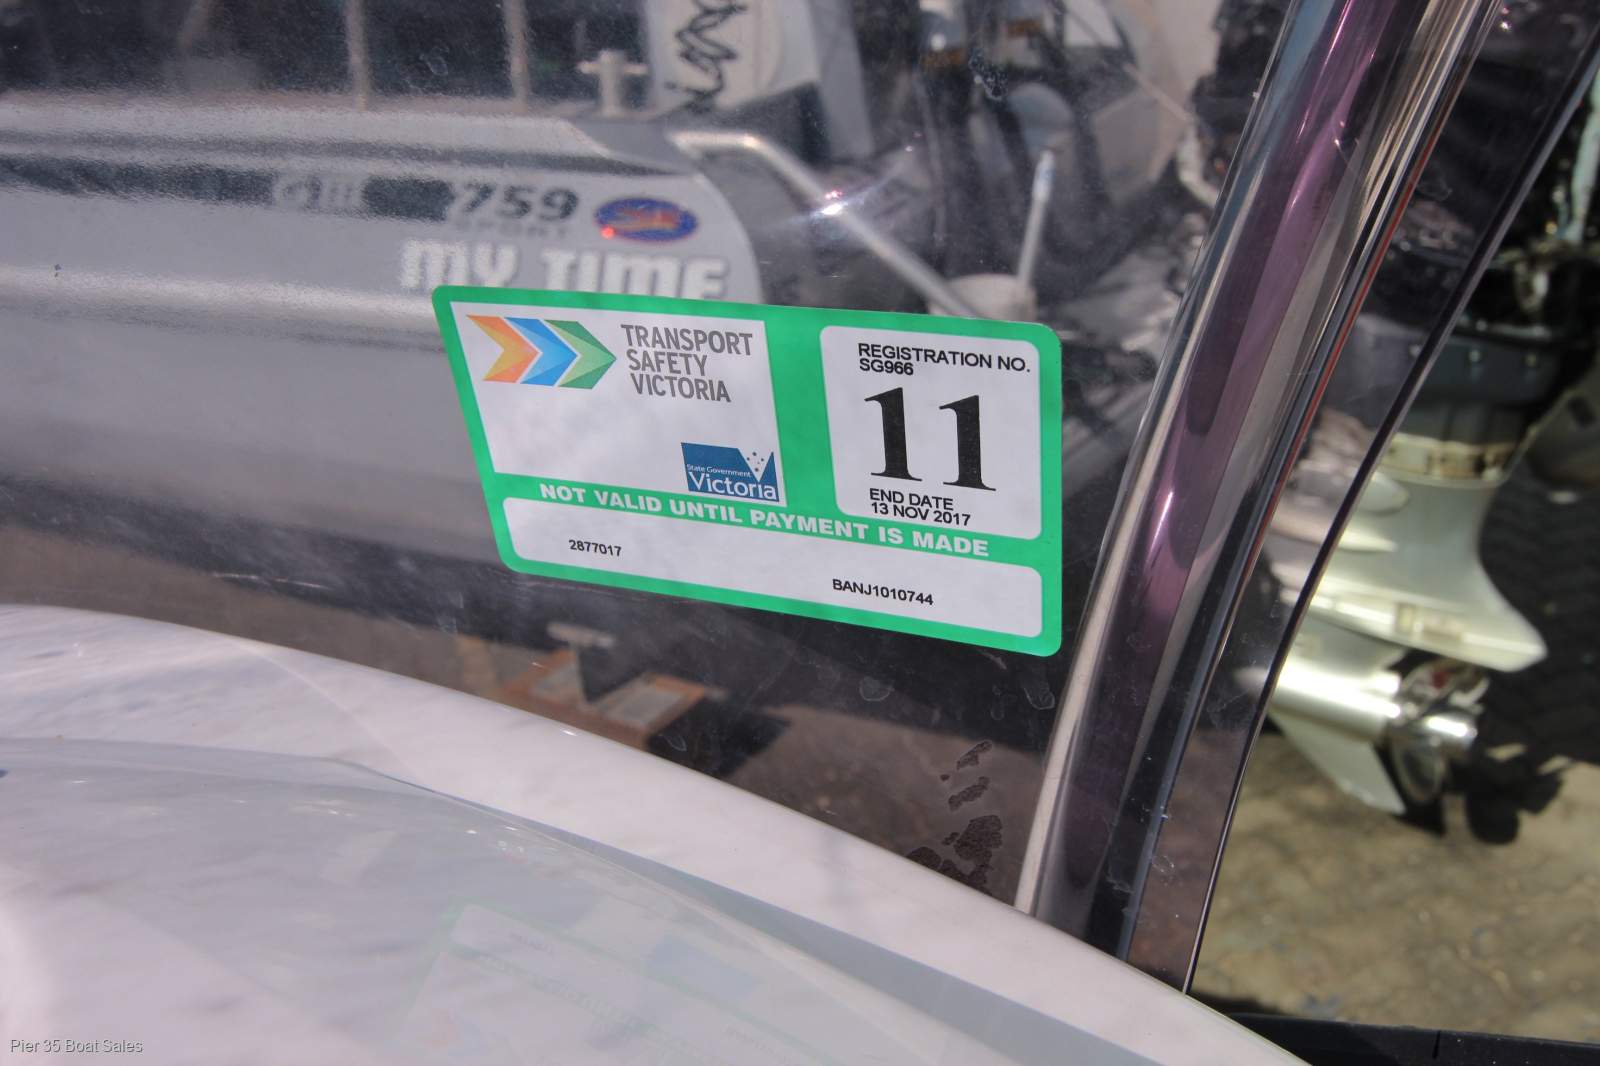 759
SPORT
MY TIME
TRANSPORT
SAFETY
VICTORIA
State Government
Victoria
REGISTRATION NO.
SG966
11
END DATE
13 NOV 2017
NOT VALID UNTIL PAYMENT IS MADE
2877017
BANJ1010744
Pier 35 Boat Sales